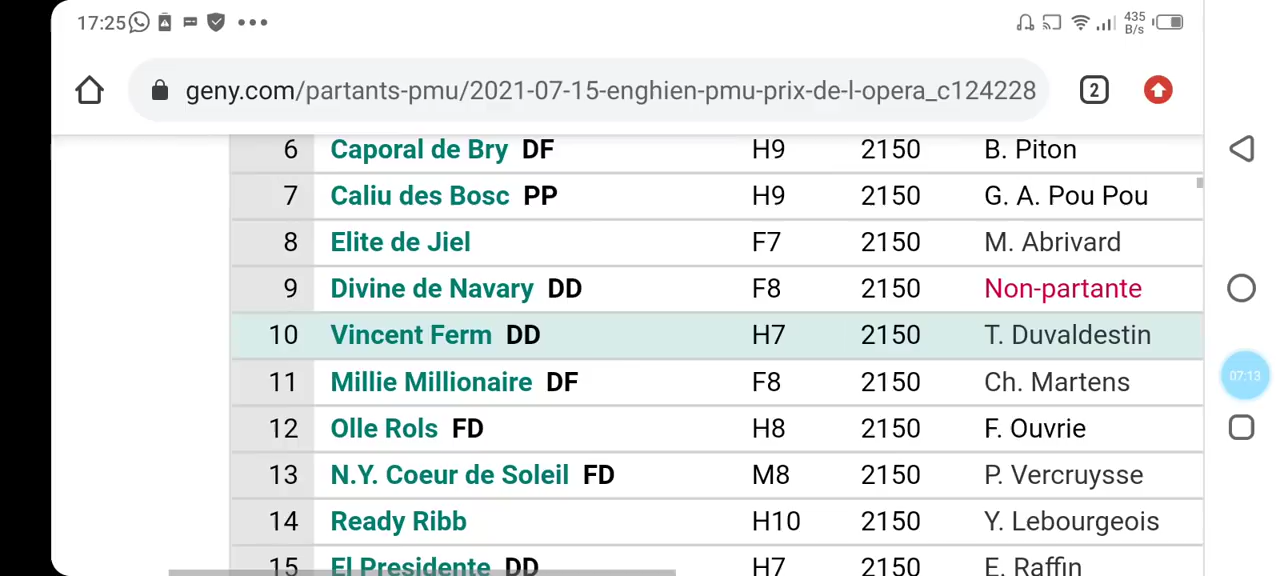 17:25 435 B/s
geny.com/partants-pmu/2021-07-15-enghien-pmu-prix-de-l-opera_c124228 2
6 Caporal de Bry DF H9 2150 B. Piton
7 Caliu des Bosc PP H9 2150 G. A. Pou Pou
8 Elite de Jiel F7 2150 M. Abrivard
9 Divine de Navary DD F8 2150 Non-partante
10 Vincent Ferm DD H7 2150 T. Duvaldestin
11 Millie Millionaire DF F8 2150 Ch. Martens
12 Olle Rols FD H8 2150 F. Ouvrie
13 N.Y. Coeur de Soleil FD M8 2150 P. Vercruysse
14 Ready Ribb H10 2150 Y. Lebourgeois
15 El Presidente DD H7 2150 E. Raffin
07:13